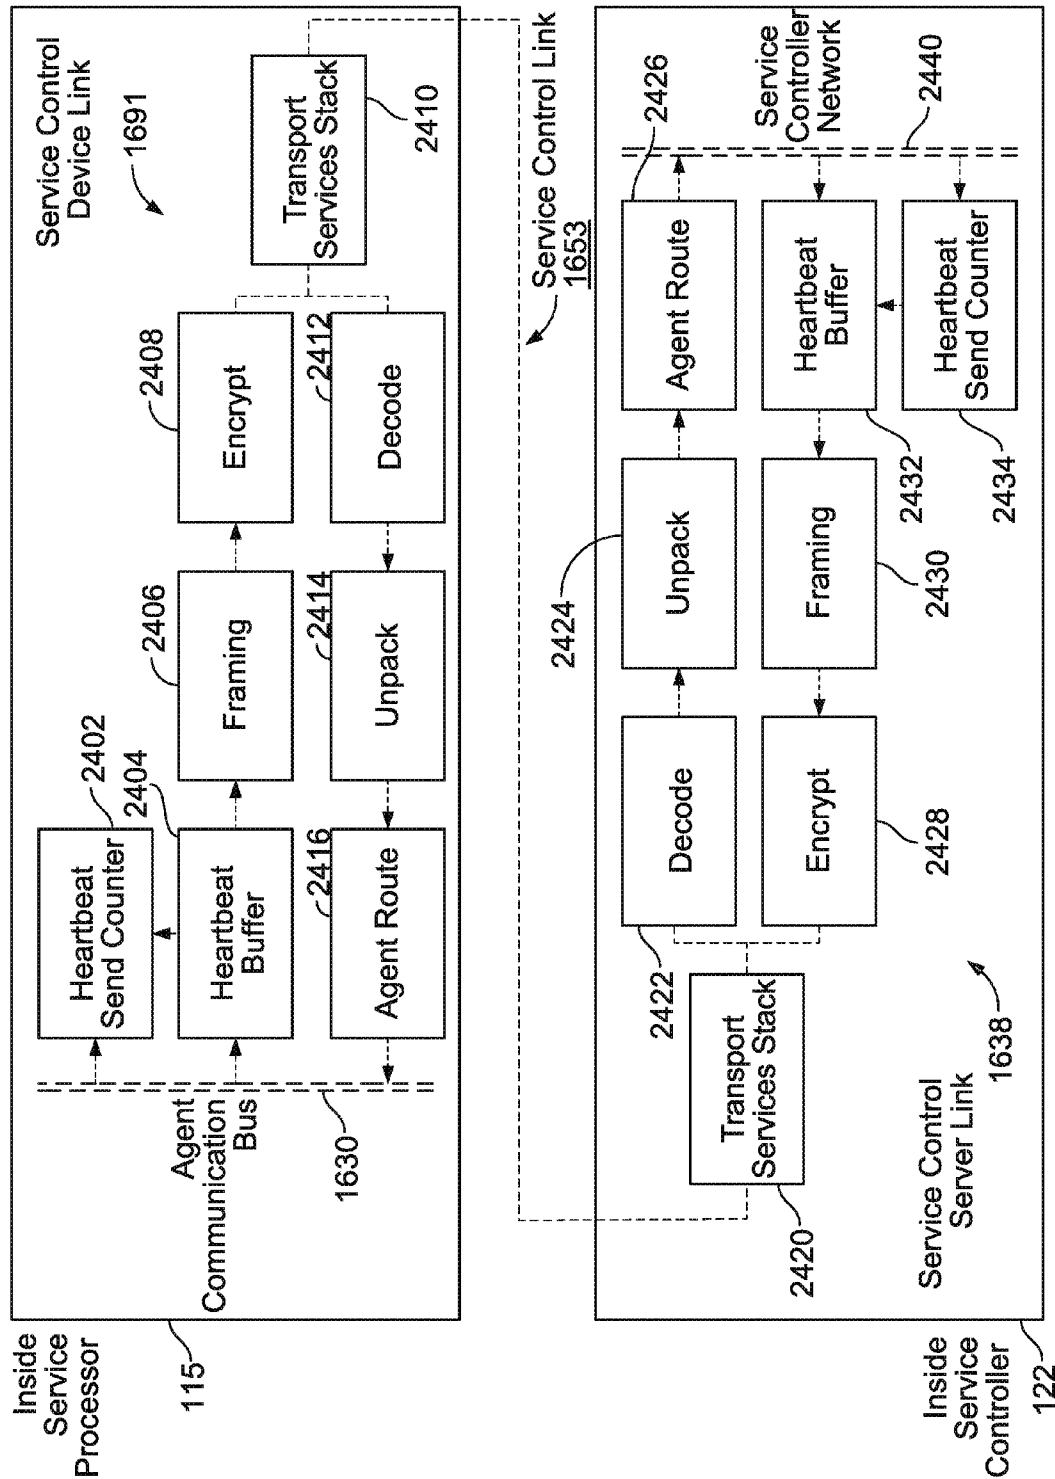 Inside
Service
Processor
115
Service Control
Device Link
1691
Agent
Communication
Bus
1630
Heartbeat
Send Counter
2402
Heartbeat
Buffer
2404
Framing
2406
Encrypt
2408
Transport
Services Stack
2410
Decode
2412
Unpack
2414
Agent Route
2416
Service Control Link
1653
Inside
Service
Controller
122
Service Control
Server Link
1638
Transport
Services Stack
2420
Decode
2422
Unpack
2424
Agent Route
2426
Encrypt
2428
Framing
2430
Heartbeat
Buffer
2432
Heartbeat
Send Counter
2434
Service
Controller
Network
2440